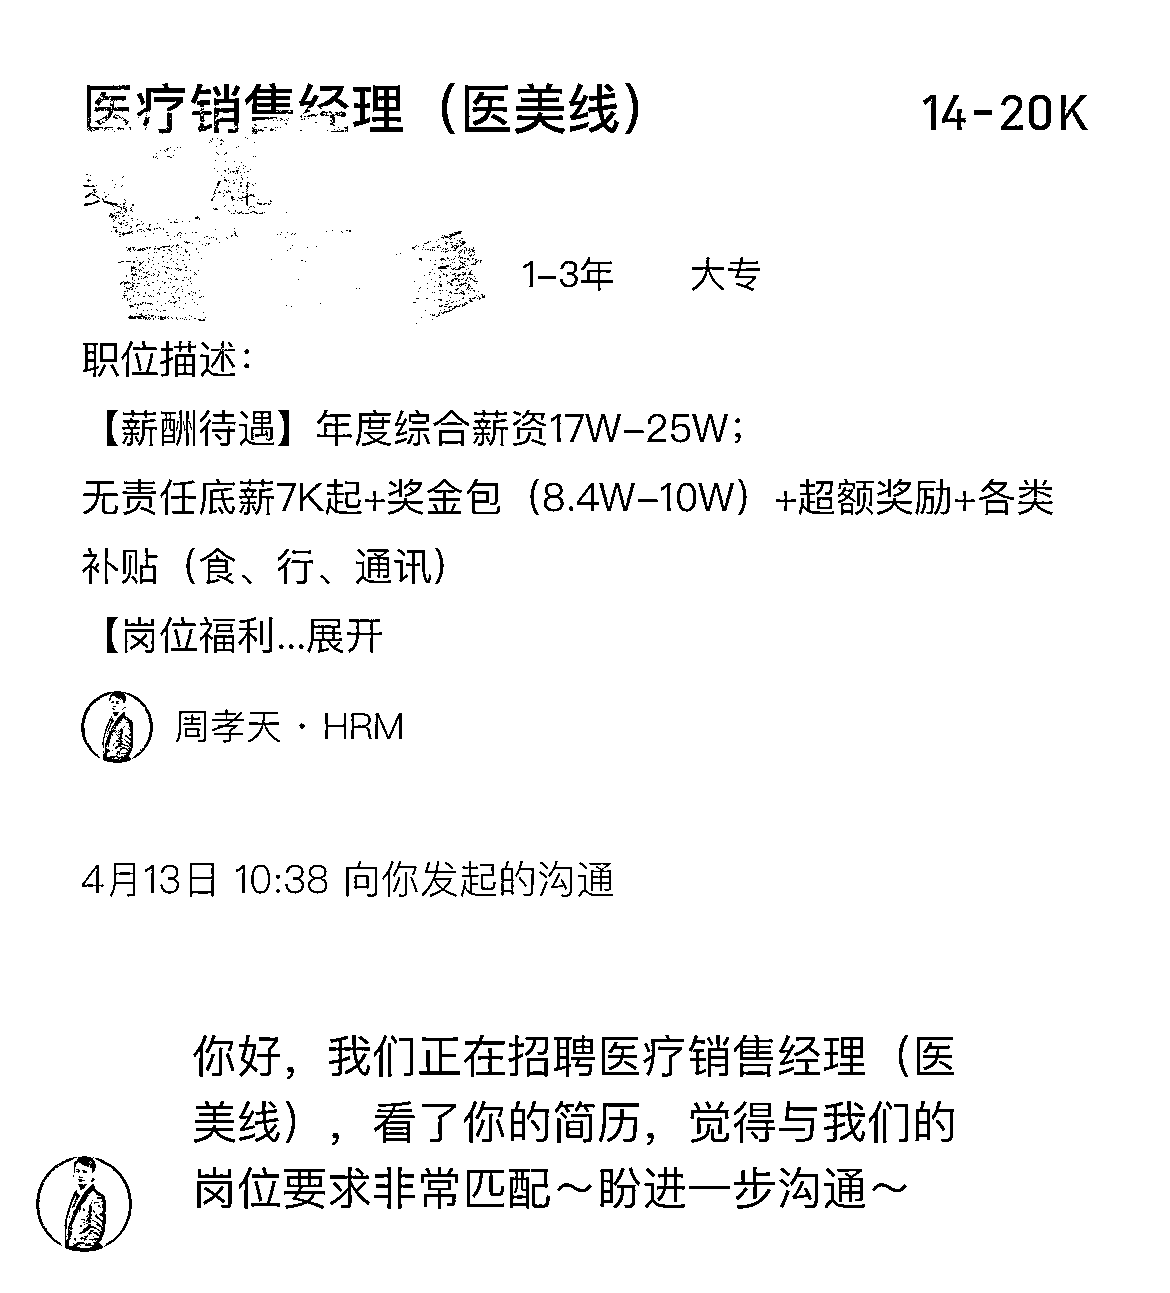 医疗销售经理（医美线） 14-20K
1-3年 大专
职位描述：
【薪酬待遇】年度综合薪资17W-25W；
无责任底薪7K起+奖金包（8.4W-10W）+超额奖励+各类
补贴（食、行、通讯）
【岗位福利...展开
周孝天 · HRM
4月13日 10:38 向你发起的沟通
你好，我们正在招聘医疗销售经理（医
美线），看了你的简历，觉得与我们的
岗位要求非常匹配～盼进一步沟通～